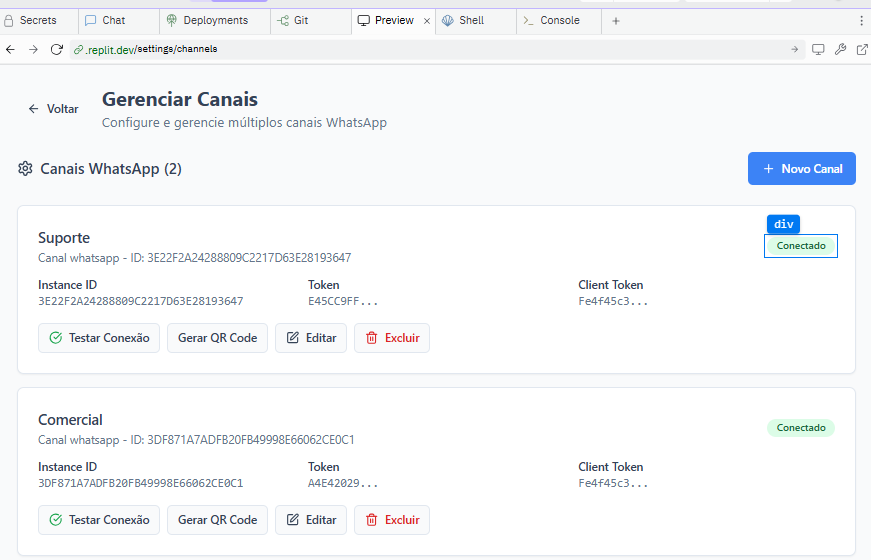 Secrets Chat Deployments Git Preview × Shell Console +
.replit.dev/settings/channels
Voltar
Gerenciar Canais
Configure e gerencie múltiplos canais WhatsApp
Canais WhatsApp (2)
+ Novo Canal
div
Suporte
Conectado
Canal whatsapp - ID: 3E22F2A24288809C2217D63E28193647
Instance ID Token Client Token
3E22F2A24288809C2217D63E28193647 E45CC9FF... Fe4f45c3...
Testar Conexão Gerar QR Code Editar Excluir
Comercial
Conectado
Canal whatsapp - ID: 3DF871A7ADFB20FB49998E66062CE0C1
Instance ID Token Client Token
3DF871A7ADFB20FB49998E66062CE0C1 A4E42029... Fe4f45c3...
Testar Conexão Gerar QR Code Editar Excluir